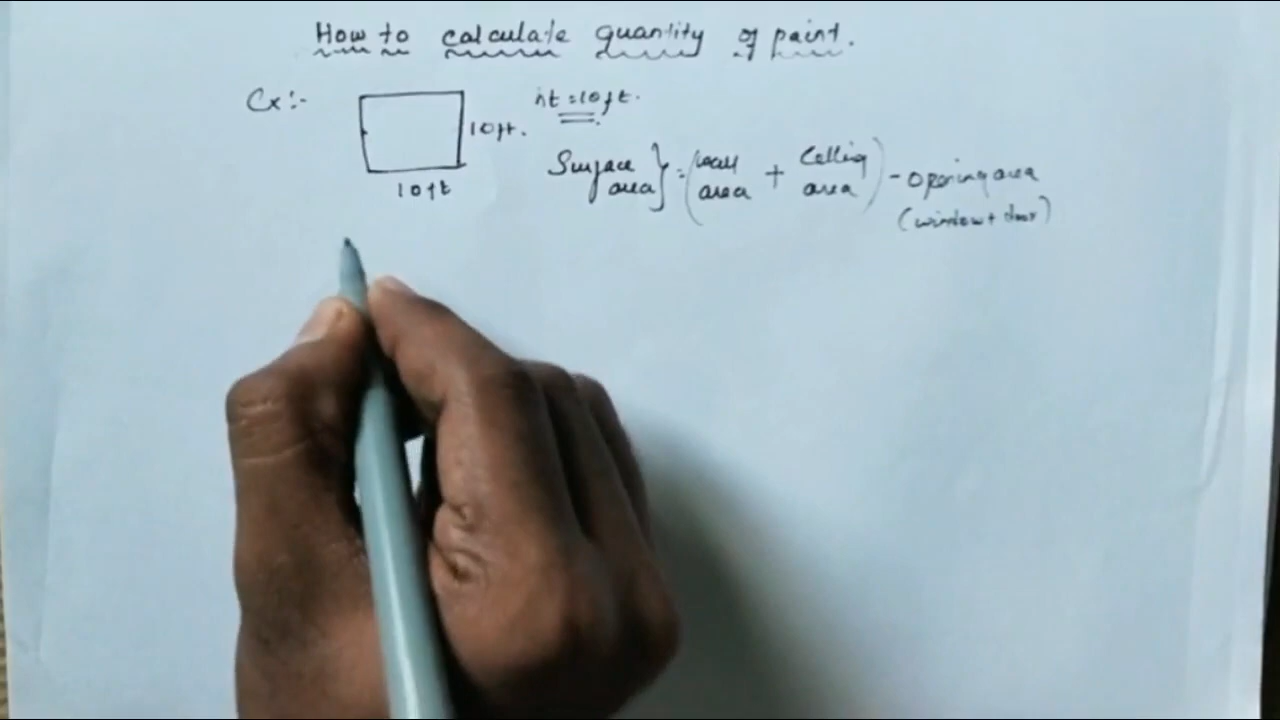 How to calculate quantity of paint.
Ex:-
ht = 10ft.
10ft.
10ft
Surface area} = (wall area + Ceiling area) - opening area
(window + door)